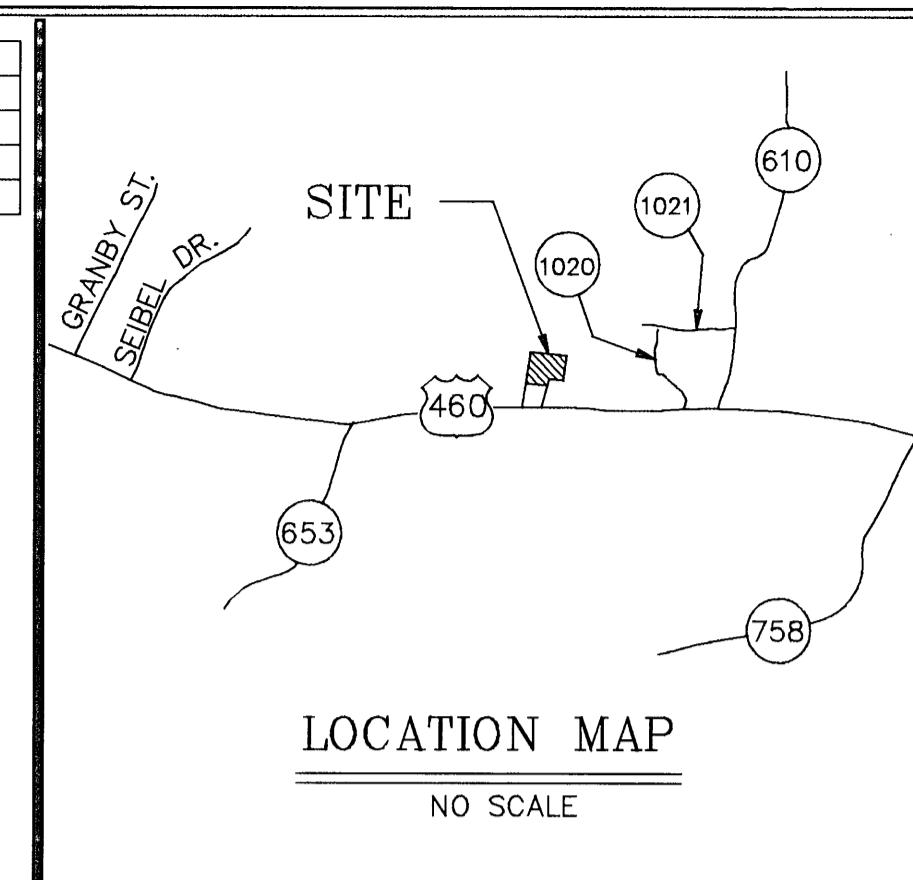 610
1021
SITE
GRANBY ST.
SEIBEL DR.
1020
460
653
758
LOCATION MAP
NO SCALE